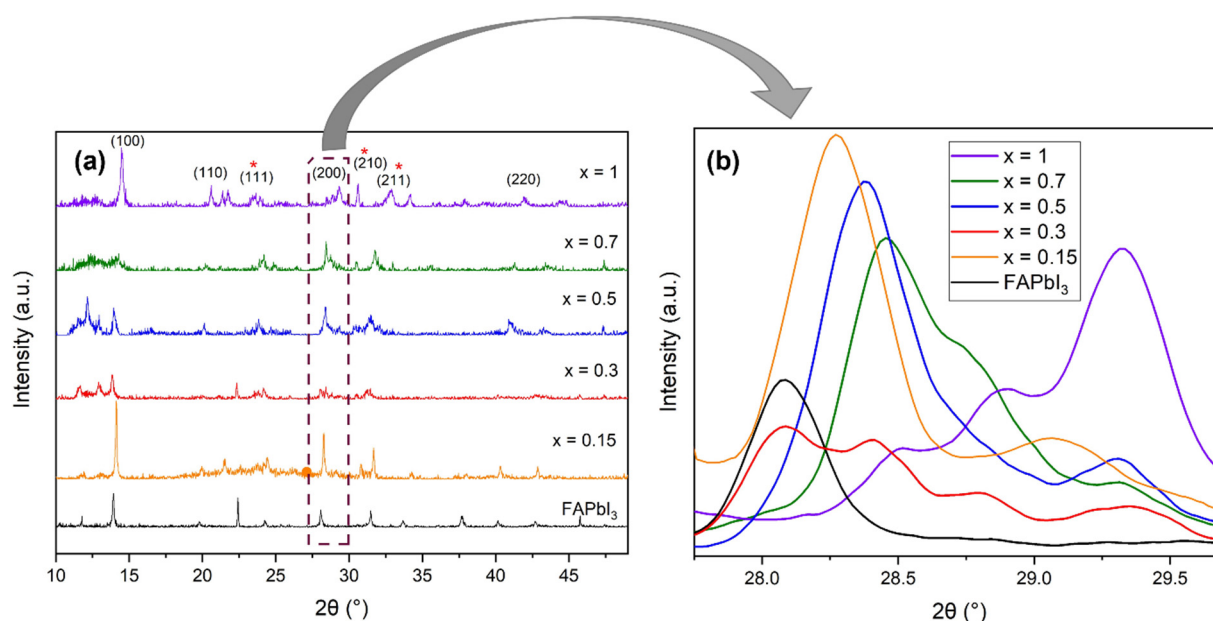 (a)
(100)
(110)
*
(111)
(200)
*
(210)
*
(211)
(220)
x = 1
x = 0.7
x = 0.5
x = 0.3
x = 0.15
FAPbI₃
Intensity (a.u.)
10 15 20 25 30 35 40 45
2θ (°)
(b)
x = 1
x = 0.7
x = 0.5
x = 0.3
x = 0.15
FAPbI₃
Intensity (a.u.)
28.0 28.5 29.0 29.5
2θ (°)